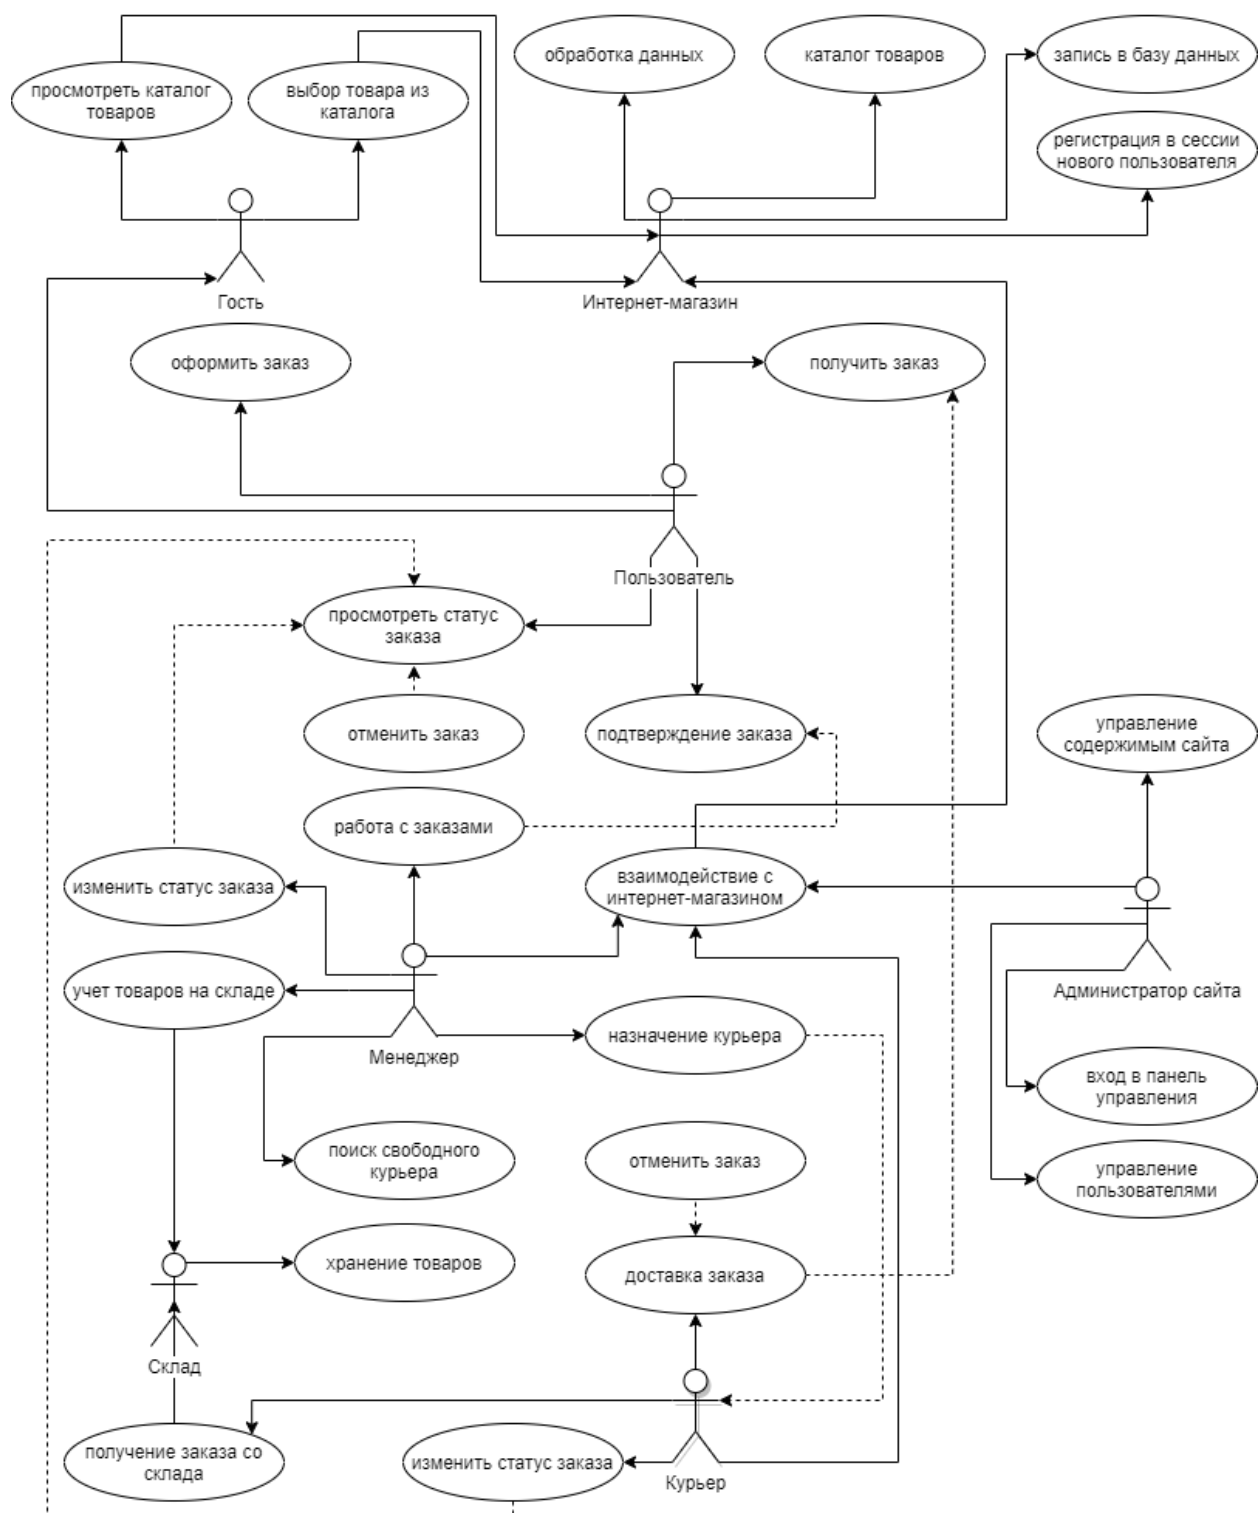 обработка данных
каталог товаров
запись в базу данных
просмотреть каталог
товаров
выбор товара из
каталога
регистрация в сессии
нового пользователя
Гость
Интернет-магазин
оформить заказ
получить заказ
Пользователь
просмотреть статус
заказа
отменить заказ
подтверждение заказа
управление
содержимым сайта
работа с заказами
изменить статус заказа
взаимодействие с
интернет-магазином
учет товаров на складе
Администратор сайта
Менеджер
назначение курьера
вход в панель
управления
поиск свободного
курьера
отменить заказ
управление
пользователями
хранение товаров
доставка заказа
Склад
получение заказа со
склада
изменить статус заказа
Курьер